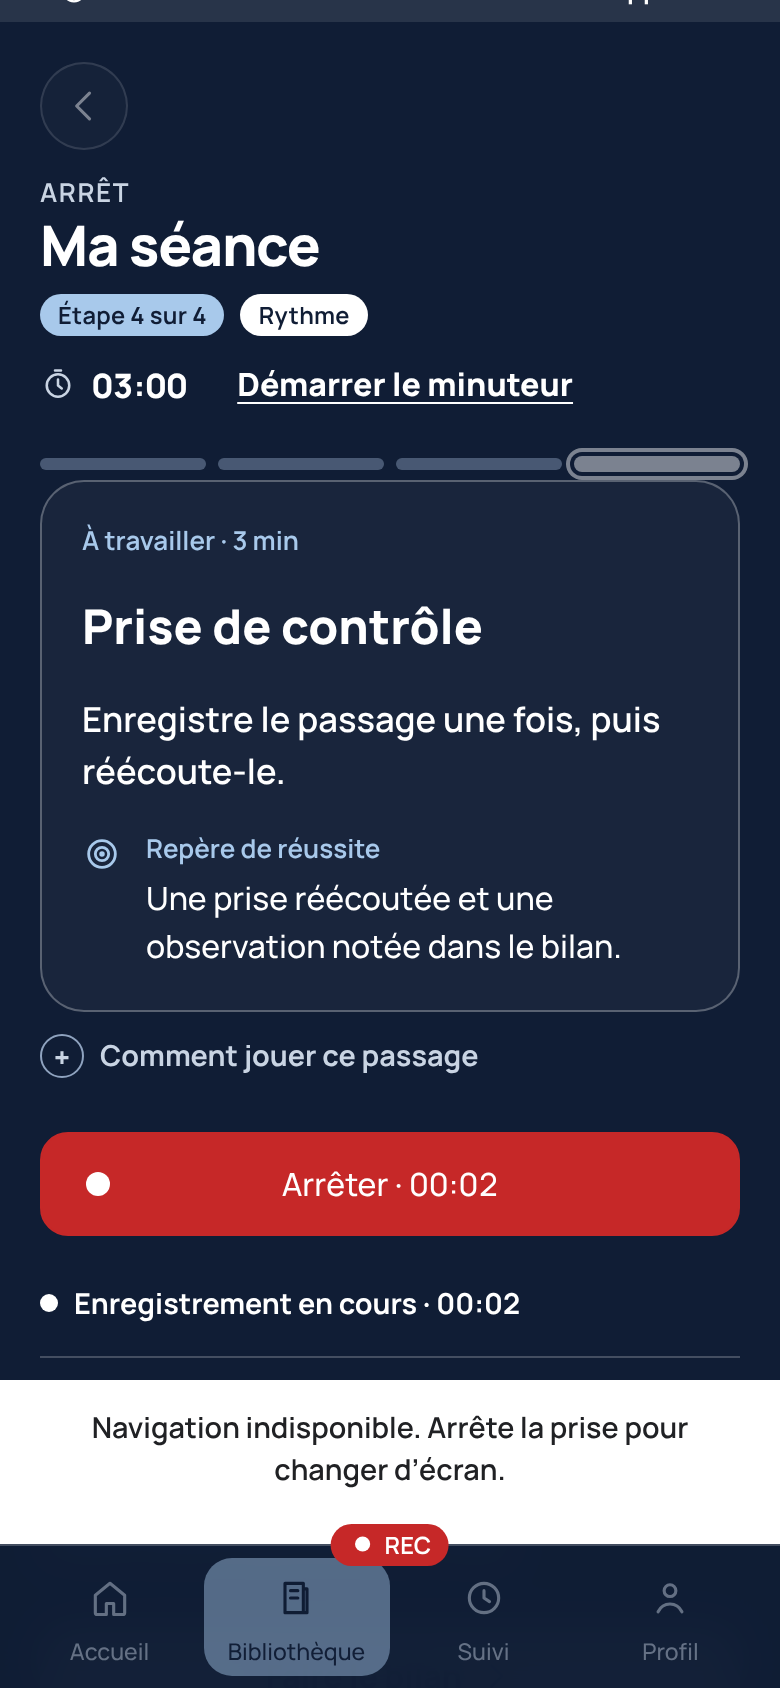 ARRÊT
Ma séance
Étape 4 sur 4 Rythme
03:00 Démarrer le minuteur
À travailler · 3 min
Prise de contrôle
Enregistre le passage une fois, puis
réécoute-le.
Repère de réussite
Une prise réécoutée et une
observation notée dans le bilan.
+ Comment jouer ce passage
Arrêter · 00:02
Enregistrement en cours · 00:02
Navigation indisponible. Arrête la prise pour
changer d’écran.
REC
Accueil Bibliothèque Suivi Profil